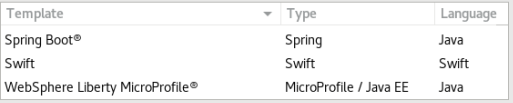 Template Type Language
Spring Boot® Spring Java
Swift Swift Swift
WebSphere Liberty MicroProfile® MicroProfile / Java EE Java